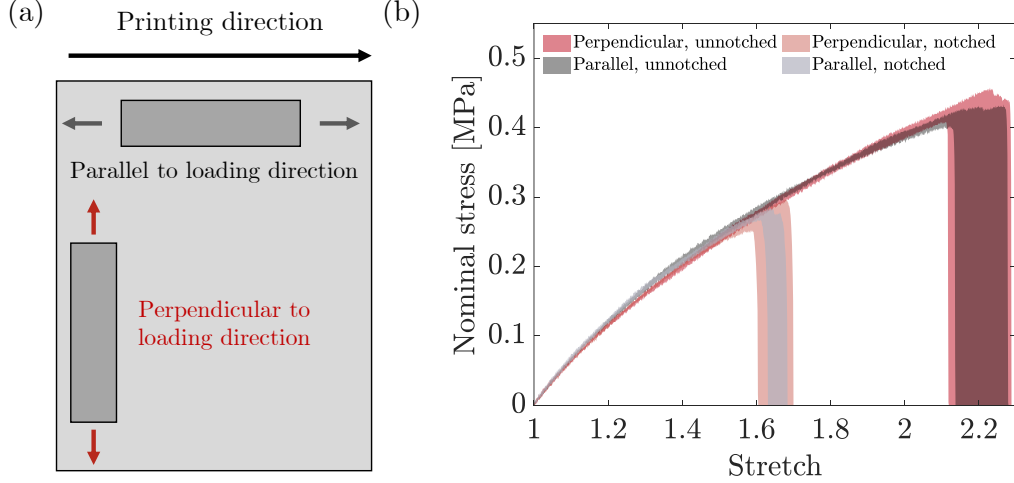 (a)
Printing direction
Parallel to loading direction
Perpendicular to
loading direction
(b)
Perpendicular, unnotched
Perpendicular, notched
Parallel, unnotched
Parallel, notched
Nominal stress [MPa]
0.5
0.4
0.3
0.2
0.1
0
1
1.2
1.4
1.6
1.8
2
2.2
Stretch